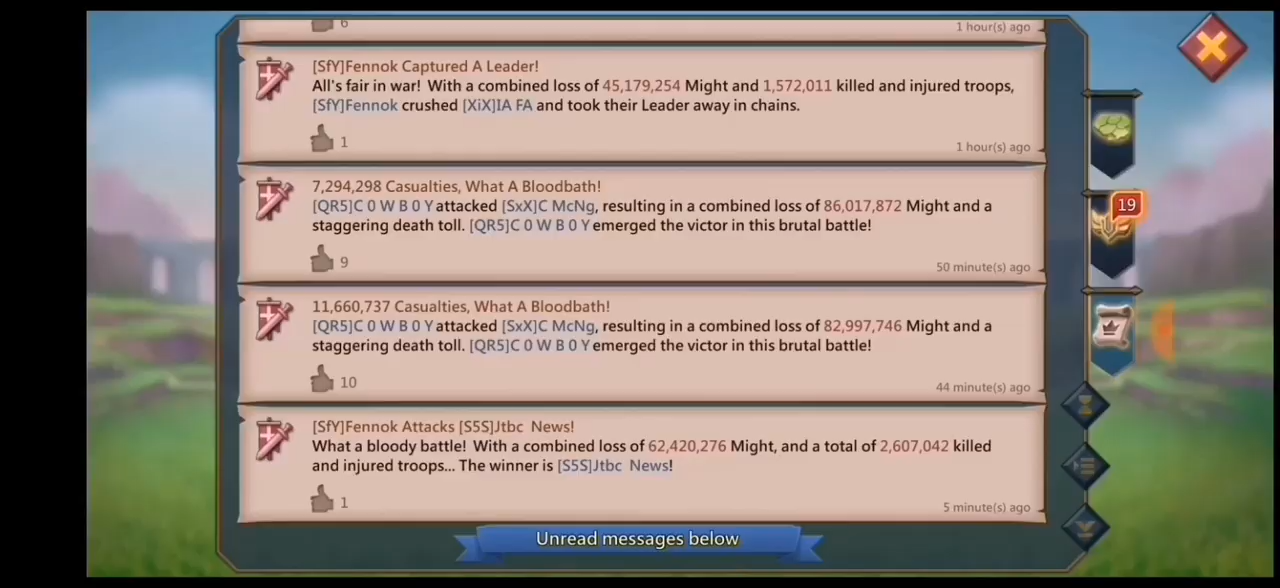 6
1 hour(s) ago
[SfY]Fennok Captured A Leader!
All's fair in war! With a combined loss of 45,179,254 Might and 1,572,011 killed and injured troops,
[SfY]Fennok crushed [XiX]IA FA and took their Leader away in chains.
1
1 hour(s) ago
7,294,298 Casualties, What A Bloodbath!
[QR5]C 0 W B 0 Y attacked [SxX]C McNg, resulting in a combined loss of 86,017,872 Might and a
staggering death toll. [QR5]C 0 W B 0 Y emerged the victor in this brutal battle!
9
50 minute(s) ago
19
11,660,737 Casualties, What A Bloodbath!
[QR5]C 0 W B 0 Y attacked [SxX]C McNg, resulting in a combined loss of 82,997,746 Might and a
staggering death toll. [QR5]C 0 W B 0 Y emerged the victor in this brutal battle!
10
44 minute(s) ago
[SfY]Fennok Attacks [S5S]Jtbc  News!
What a bloody battle! With a combined loss of 62,420,276 Might, and a total of 2,607,042 killed
and injured troops... The winner is [S5S]Jtbc  News!
1
5 minute(s) ago
Unread messages below